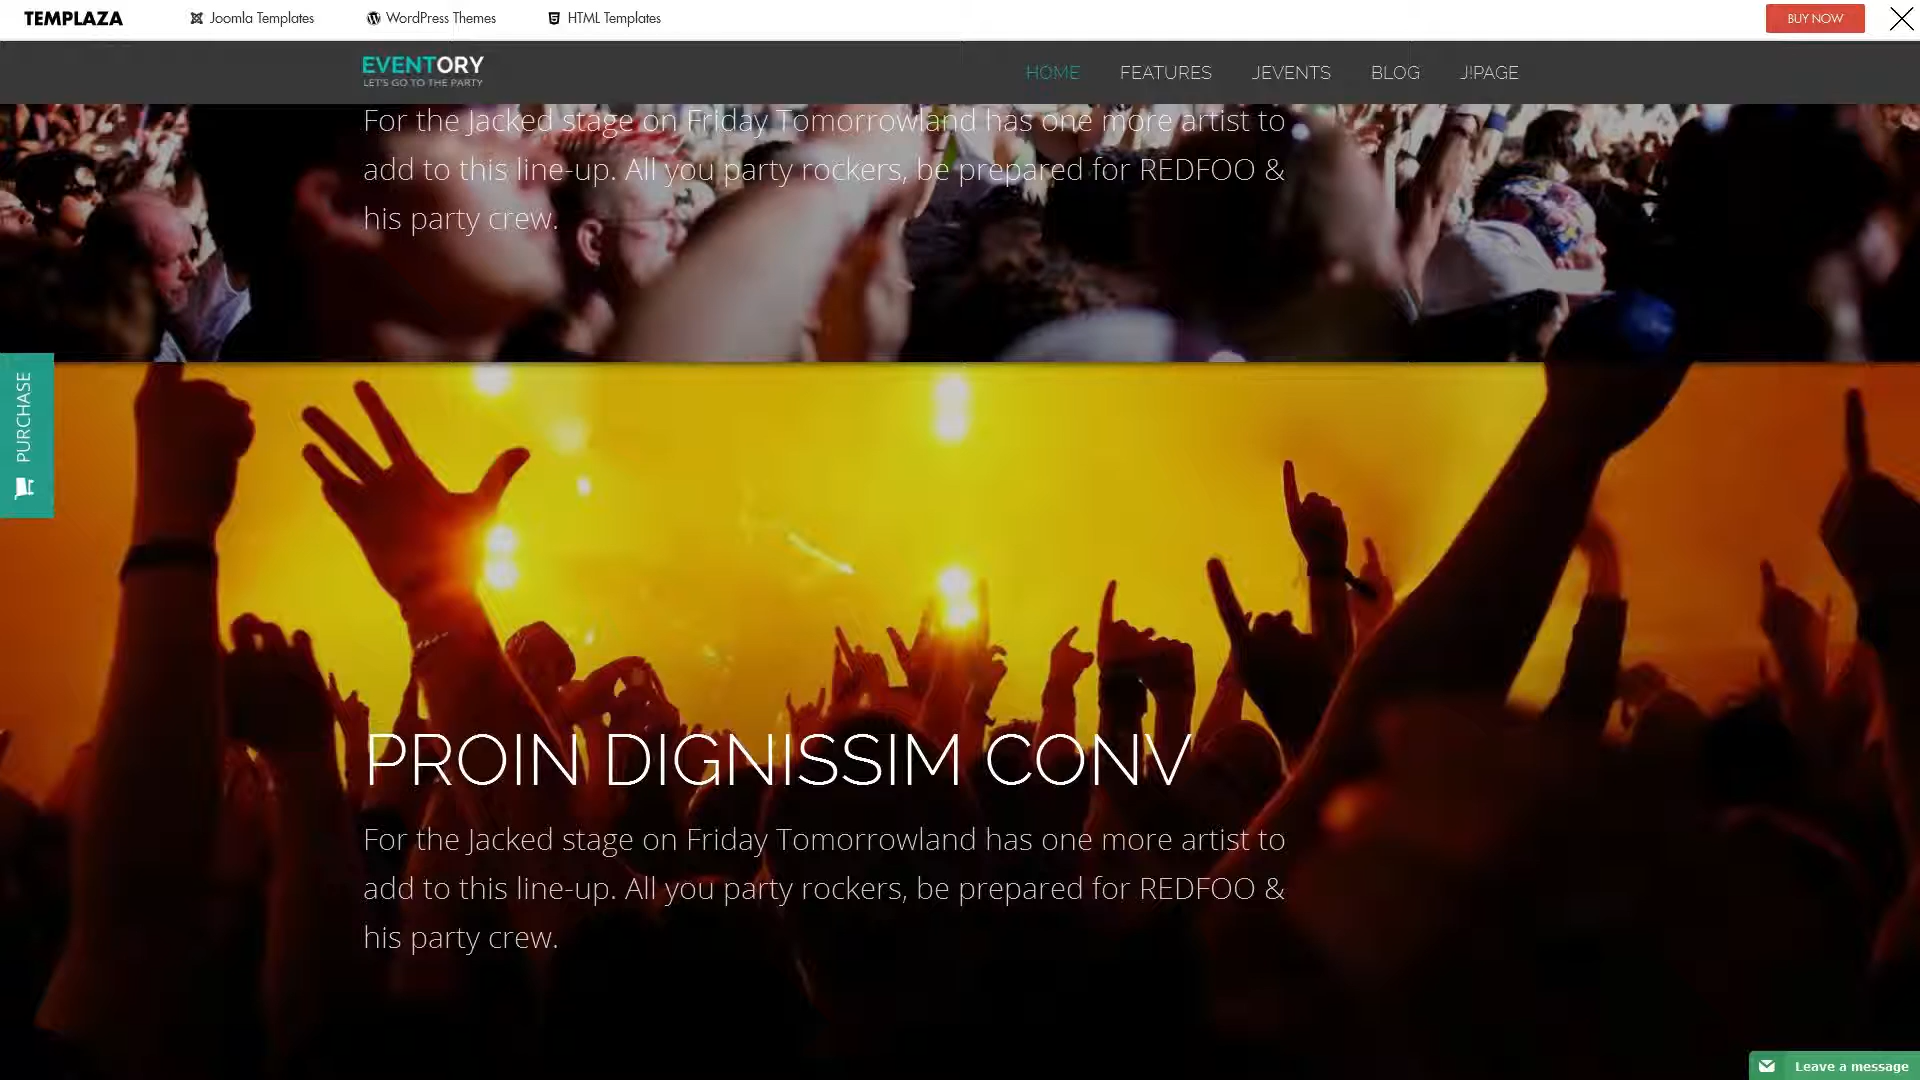 TEMPLAZA
Joomla Templates
WordPress Themes
HTML Templates
BUY NOW
EVENTORY
LET'S GO TO THE PARTY
HOME
FEATURES
JEVENTS
BLOG
J!PAGE
For the Jacked stage on Friday Tomorrowland has one more artist to
add to this line-up. All you party rockers, be prepared for REDFOO &
his party crew.
PURCHASE
PROIN DIGNISSIM CONV
For the Jacked stage on Friday Tomorrowland has one more artist to
add to this line-up. All you party rockers, be prepared for REDFOO &
his party crew.
Leave a message